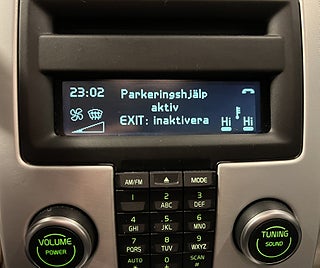 23:02
Parkeringshjälp
aktiv
EXIT: inaktivera
Hi Hi
AM/FM
MODE
1
2
ABC
3
DEF
4
GHI
5
JKL
6
MNO
7
PQRS
8
TUV
9
WXYZ
AUTO
0
VOLUME
POWER
TUNING
SOUND